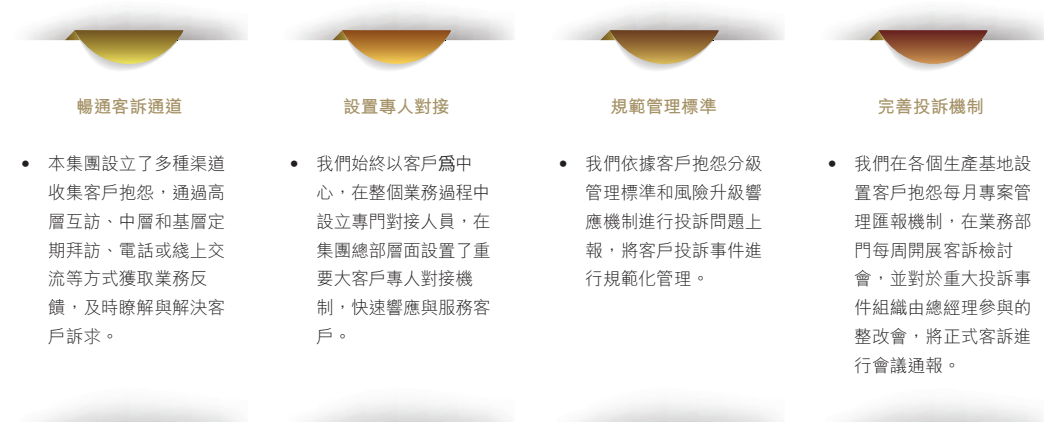 暢通客訴通道
• 本集團設立了多種渠道
收集客戶抱怨，通過高
層互訪、中層和基層定
期拜訪、電話或綫上交
流等方式獲取業務反
饋，及時瞭解與解決客
戶訴求。
設置專人對接
• 我們始終以客戶爲中
心，在整個業務過程中
設立專門對接人員，在
集團總部層面設置了重
要大客戶專人對接機
制，快速響應與服務客
戶。
規範管理標準
• 我們依據客戶抱怨分級
管理標準和風險升級響
應機制進行投訴問題上
報，將客戶投訴事件進
行規範化管理。
完善投訴機制
• 我們在各個生產基地設
置客戶抱怨每月專案管
理匯報機制，在業務部
門每周開展客訴檢討
會，並對於重大投訴事
件組織由總經理參與的
整改會，將正式客訴進
行會議通報。